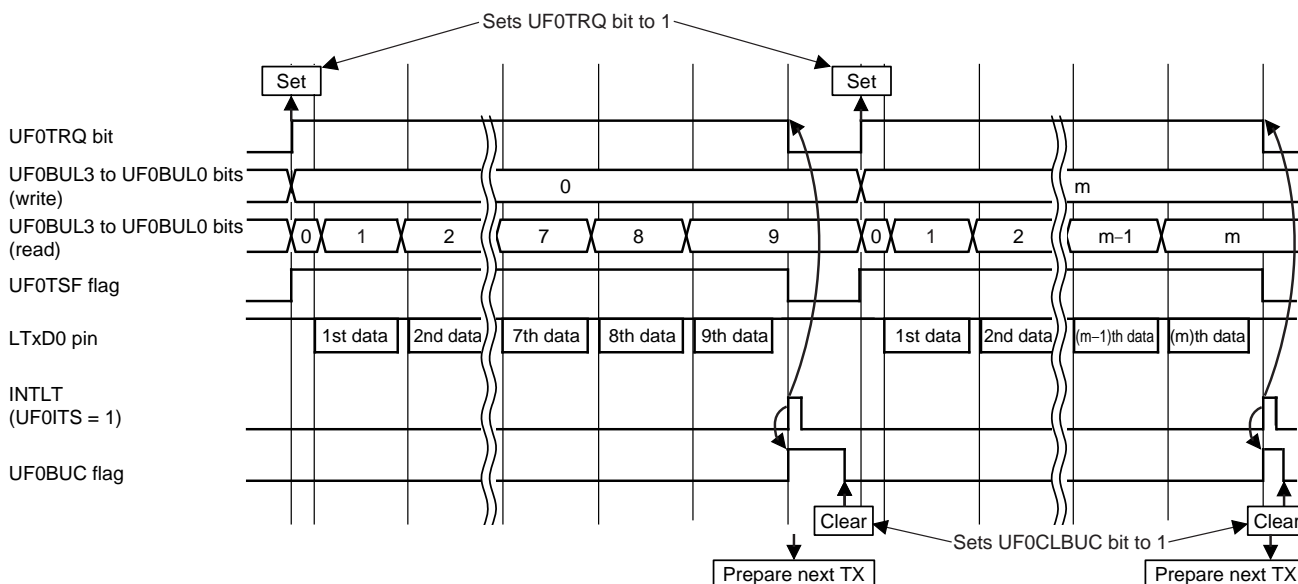 Sets UF0TRQ bit to 1
Set Set
UF0TRQ bit
UF0BUL3 to UF0BUL0 bits
(write)
0 m
UF0BUL3 to UF0BUL0 bits
(read)
0 1 2 7 8 9 0 1 2 m−1 m
UF0TSF flag
LTxD0 pin
1st data 2nd data 7th data 8th data 9th data 1st data 2nd data (m−1)th data (m)th data
INTLT
(UF0ITS = 1)
UF0BUC flag
Clear Clear
Sets UF0CLBUC bit to 1
Prepare next TX Prepare next TX